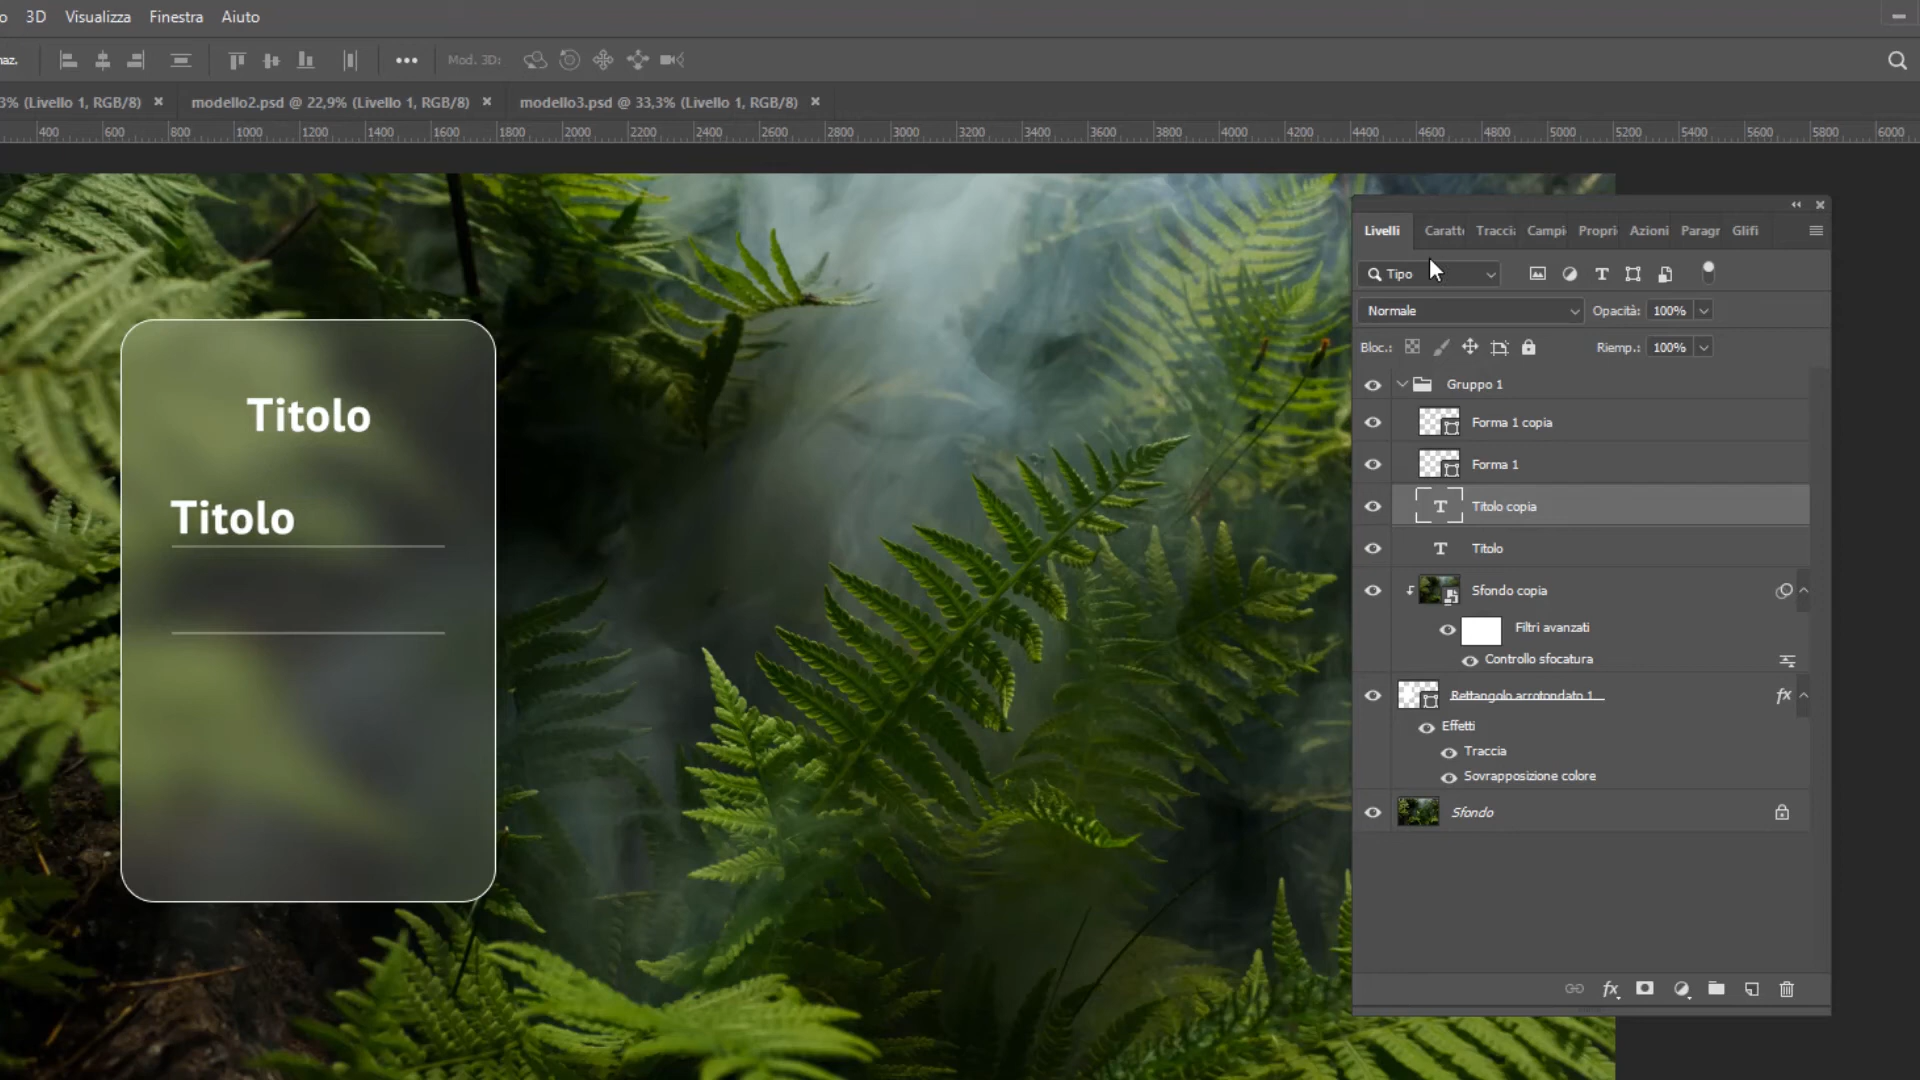 3D Visualizza Finestra Aiuto
Mod. 3D:
3% (Livello 1, RGB/8) × modello2.psd @ 22,9% (Livello 1, RGB/8) × modello3.psd @ 33,3% (Livello 1, RGB/8) ×
400 600 800 1000 1200 1400 1600 1800 2000 2200 2400 2600 2800 3000 3200 3400 3600 3800 4000 4200 4400 4600 4800 5000 5200 5400 5600 5800 6000
Titolo
Titolo
Livelli Caratt Traccia Campi Propri Azioni Paragr Glifi
Tipo
Normale Opacità: 100%
Bloc.: Riemp.: 100%
Gruppo 1
Forma 1 copia
Forma 1
T Titolo copia
T Titolo
Sfondo copia
Filtri avanzati
Controllo sfocatura
Rettangolo arrotondato 1 fx
Effetti
Traccia
Sovrapposizione colore
Sfondo
fx